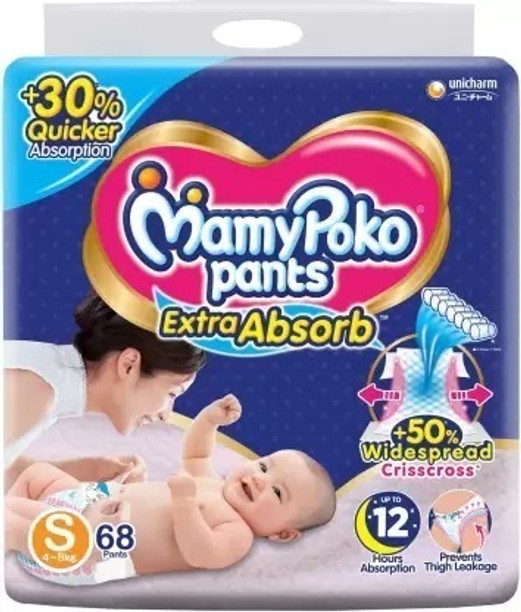 +30%
Quicker
Absorption
unicharm
ユニ・チャーム
MamyPoko®
pants
Extra Absorb™
+50%
Widespread
Crisscross*
S
4-8kg
68
Pants
UP TO
12
Hours
Absorption
Prevents
Thigh Leakage